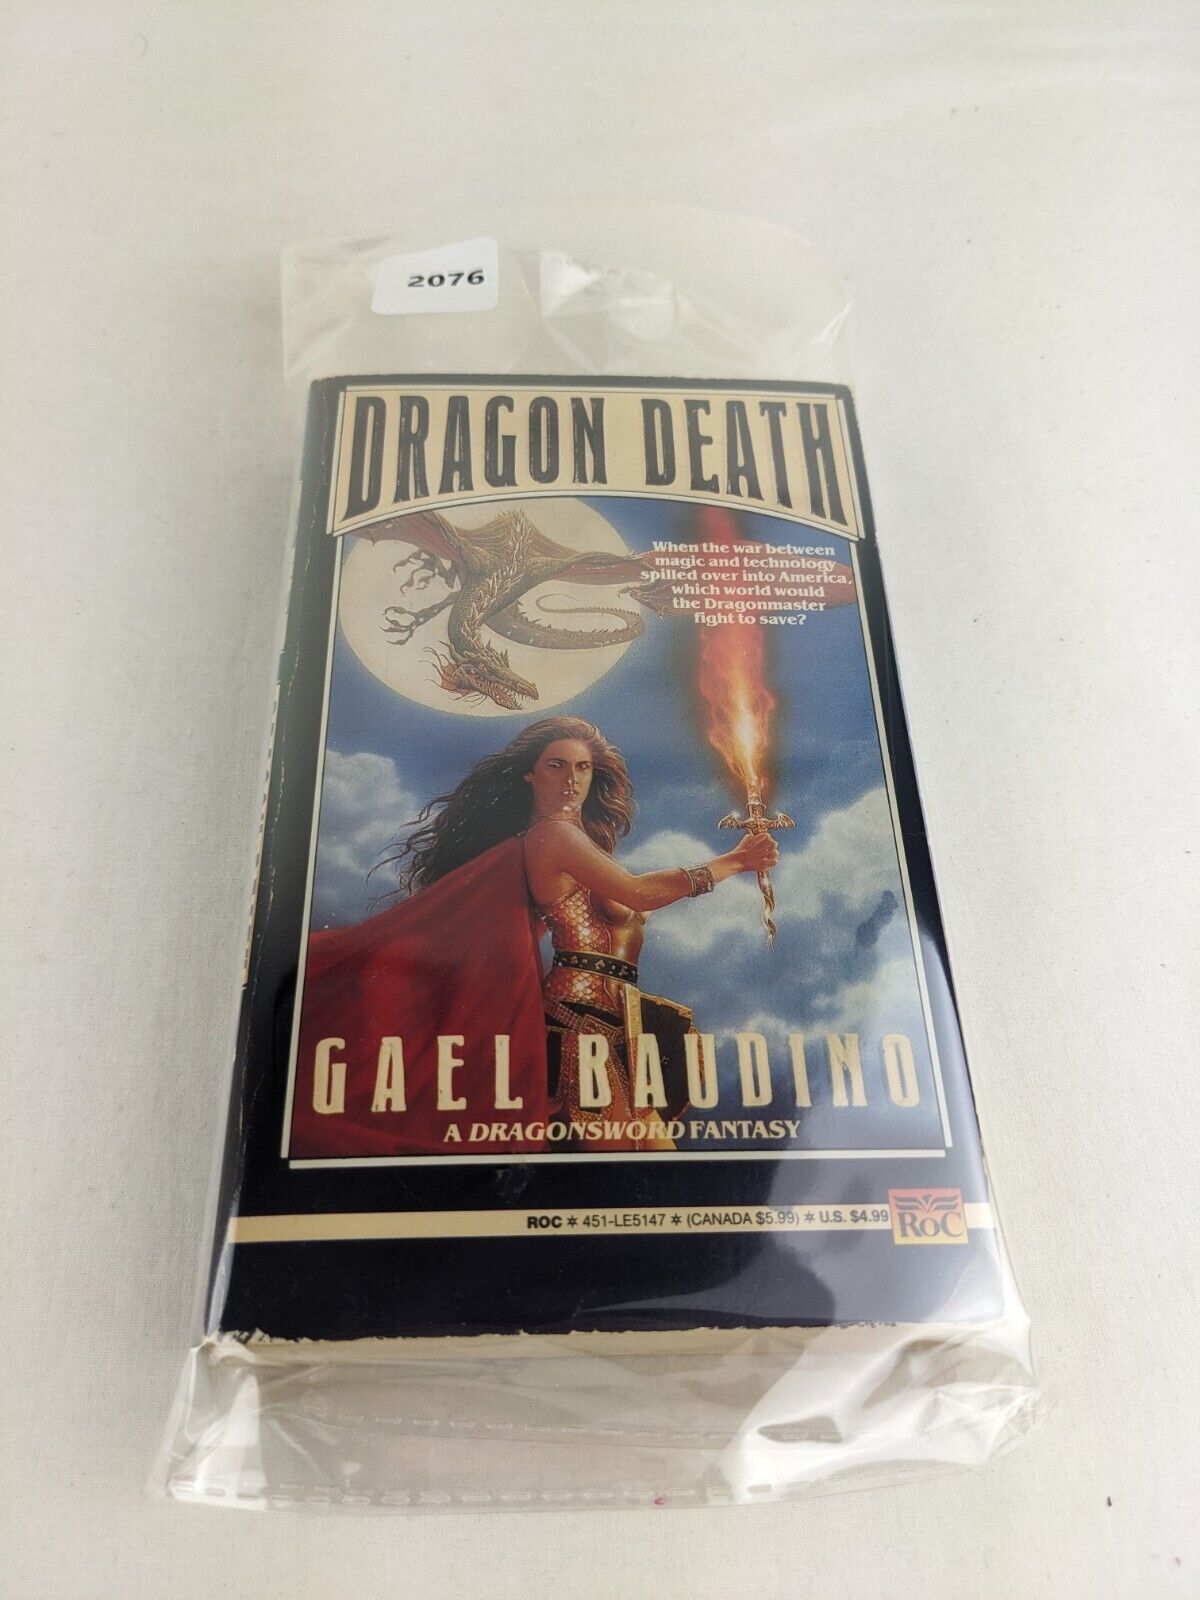 2076
DRAGON DEATH
When the war between
magic and technology
spilled over into America,
which world would
the Dragonmaster
fight to save?
GAEL BAUDINO
A DRAGONSWORD FANTASY
ROC ✶ 451-LE5147 ✶ (CANADA $5.99) ✶ U.S. $4.99
ROC